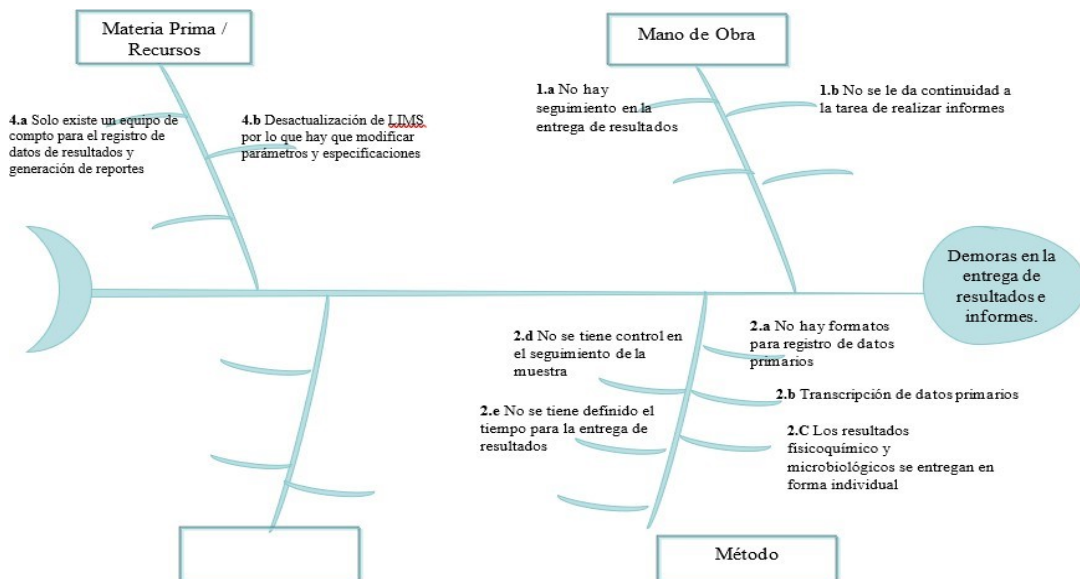 Materia Prima /
Recursos
Mano de Obra
4.a Solo existe un equipo de
compto para el registro de
datos de resultados y
generación de reportes
4.b Desactualización de LIMS
por lo que hay que modificar
parámetros y especificaciones
1.a No hay
seguimiento en la
entrega de resultados
1.b No se le da continuidad a
la tarea de realizar informes
Demoras en la
entrega de
resultados e
informes.
2.d No se tiene control en
el seguimiento de la
muestra
2.e No se tiene definido el
tiempo para la entrega de
resultados
2.a No hay formatos
para registro de datos
primarios
2.b Transcripción de datos primarios
2.C Los resultados
fisicoquímico y
microbiológicos se entregan en
forma individual
Método